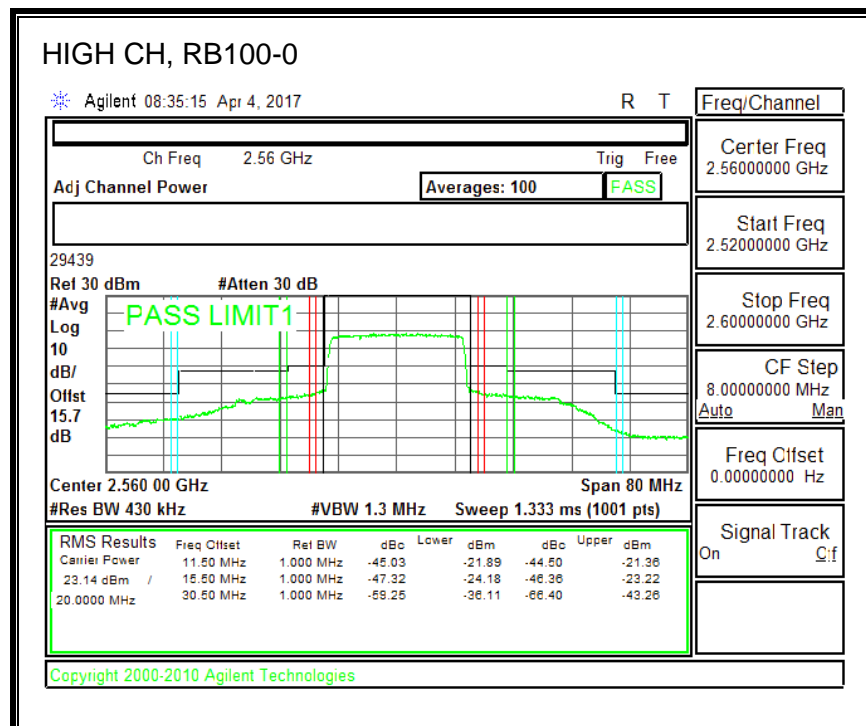 HIGH CH, RB100-0
Agilent 08:35:15 Apr 4, 2017 R T
Freq/Channel
Ch Freq 2.56 GHz Trig Free
Adj Channel Power Averages: 100 PASS
29439
Ref 30 dBm #Atten 30 dB
#Avg
Log
10
dB/
Offst
15.7
dB
PASS LIMIT1
Center 2.560 00 GHz Span 80 MHz
#Res BW 430 kHz #VBW 1.3 MHz Sweep 1.333 ms (1001 pts)
RMS Results Freq Offset Ref BW dBc Lower dBm dBc Upper dBm
Carrier Power 11.50 MHz 1.000 MHz -45.03 -21.89 -44.50 -21.36
23.14 dBm / 15.50 MHz 1.000 MHz -47.32 -24.18 -46.36 -23.22
20.0000 MHz 30.50 MHz 1.000 MHz -59.25 -36.11 -66.40 -43.26
Center Freq
2.56000000 GHz
Start Freq
2.52000000 GHz
Stop Freq
2.60000000 GHz
CF Step
8.00000000 MHz
Auto Man
Freq Offset
0.00000000 Hz
Signal Track
On Off
Copyright 2000-2010 Agilent Technologies